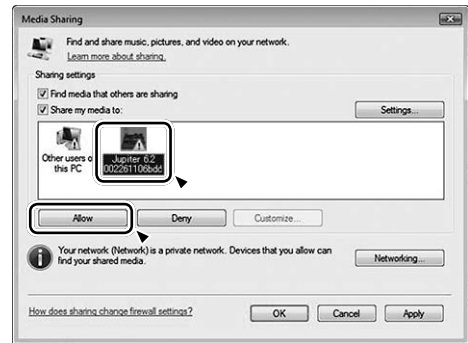 Media Sharing
Find and share music, pictures, and video on your network.
Learn more about sharing.
Sharing settings
Find media that others are sharing
Share my media to:
Settings...
Other users o
this PC
Jupiter 6.2
002261106bdd
Allow
Deny
Customize...
Your network (Network) is a private network. Devices that you allow can
find your shared media.
Networking...
How does sharing change firewall settings?
OK
Cancel
Apply